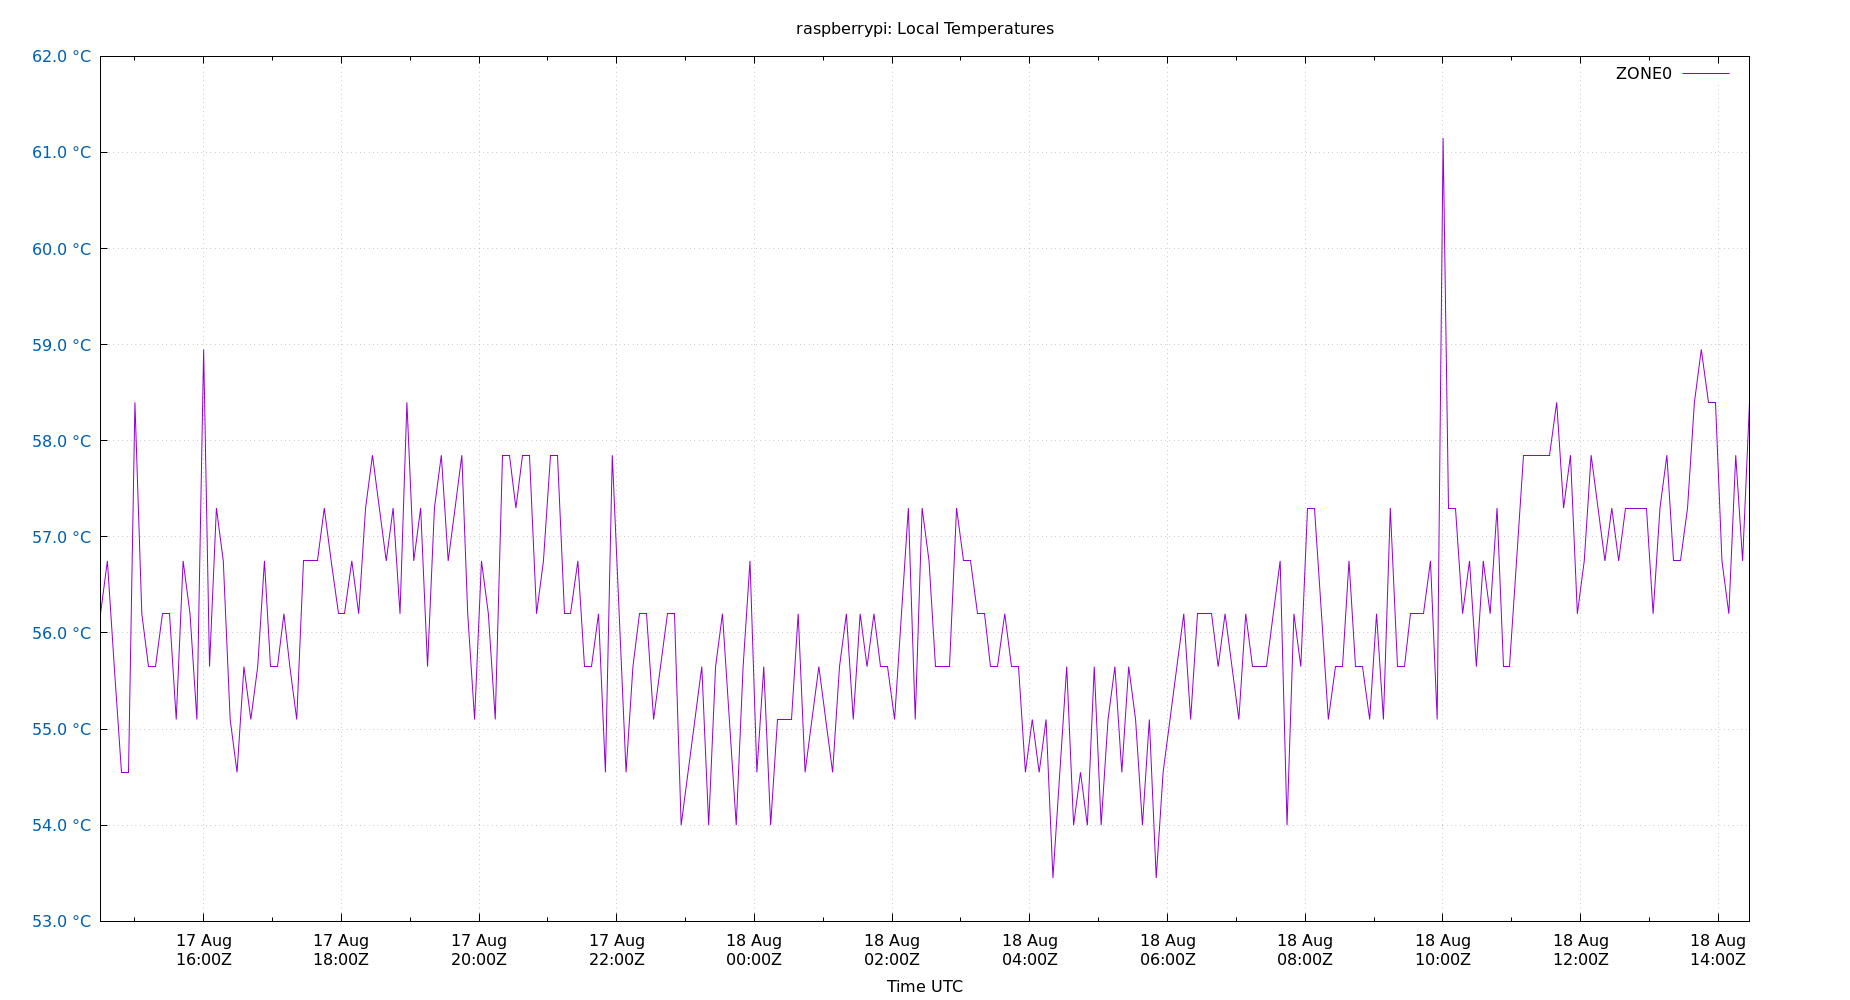 raspberrypi: Local Temperatures
62.0 °C
61.0 °C
60.0 °C
59.0 °C
58.0 °C
57.0 °C
56.0 °C
55.0 °C
54.0 °C
53.0 °C
ZONE0
17 Aug 17 Aug 17 Aug 17 Aug 18 Aug 18 Aug 18 Aug 18 Aug 18 Aug 18 Aug 18 Aug 18 Aug
16:00Z 18:00Z 20:00Z 22:00Z 00:00Z 02:00Z 04:00Z 06:00Z 08:00Z 10:00Z 12:00Z 14:00Z
Time UTC